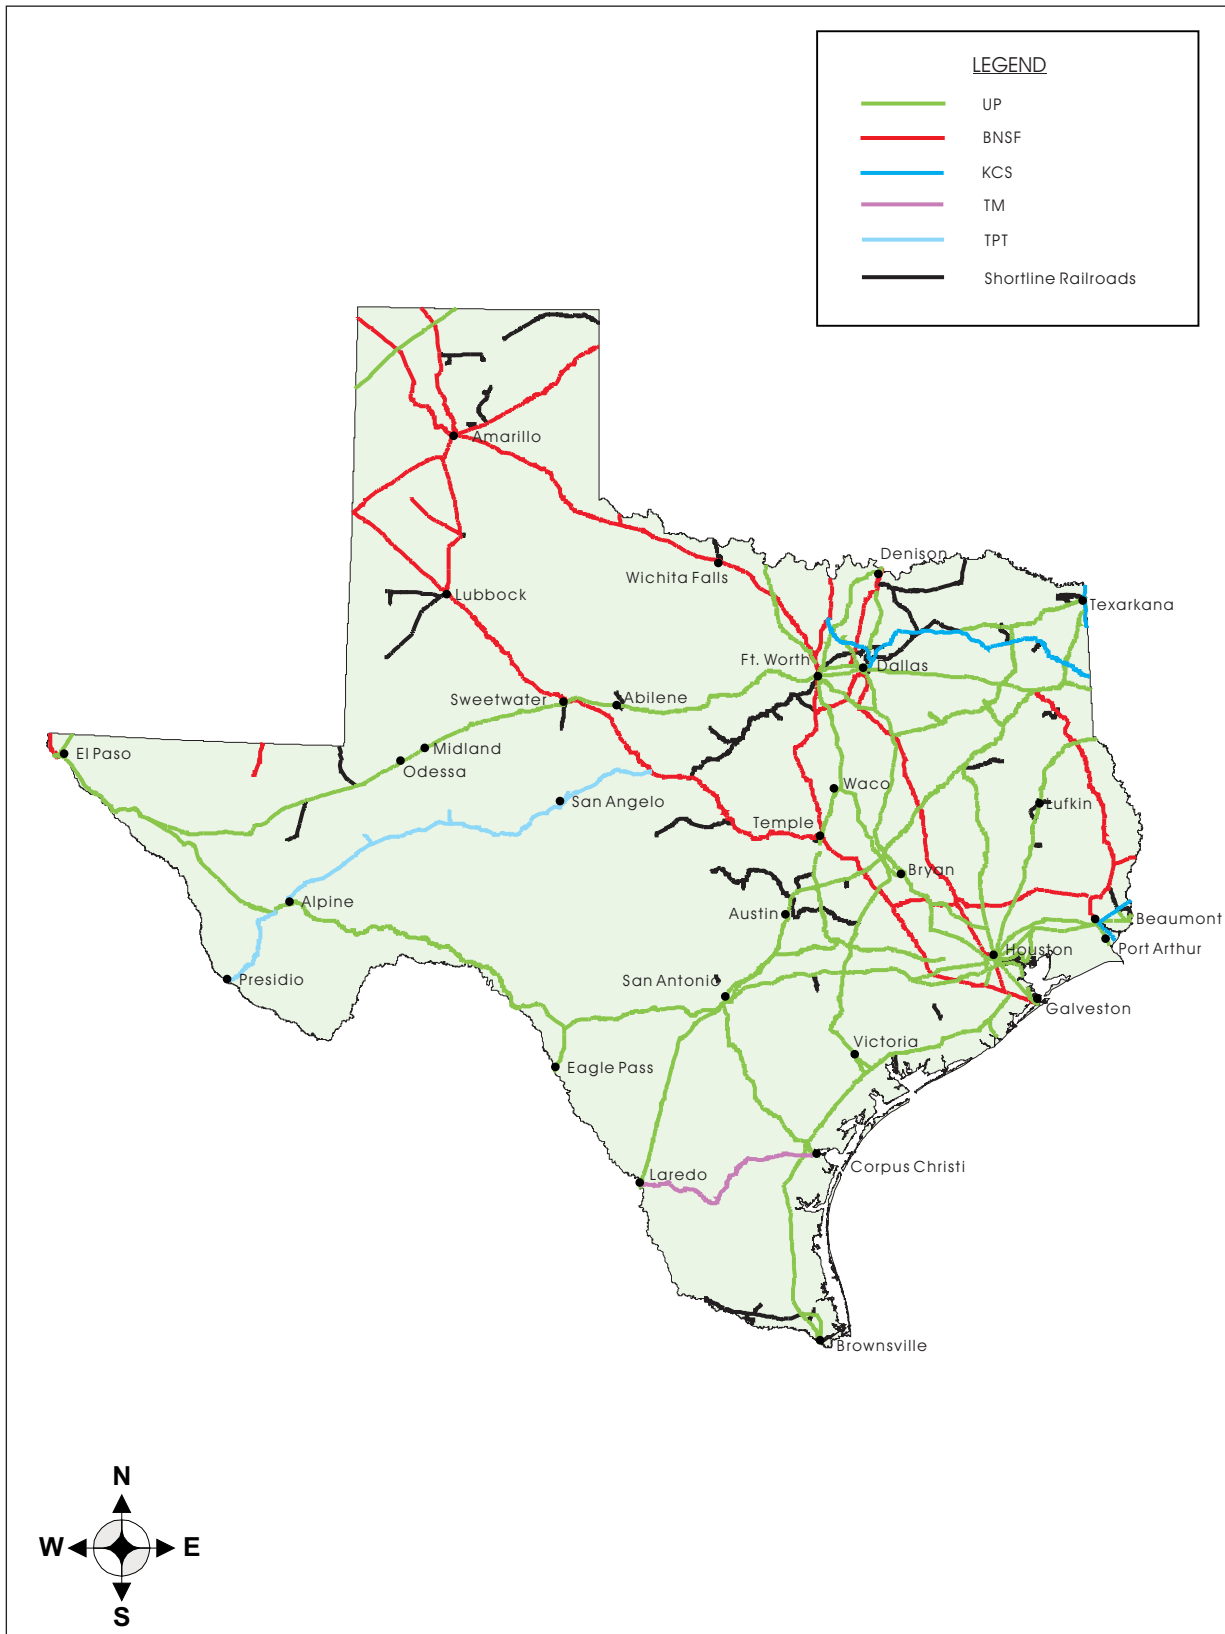 LEGEND
UP
BNSF
KCS
TM
TPT
Shortline Railroads
Amarillo
Denison
Wichita Falls
Lubbock
Texarkana
Ft. Worth
Dallas
Sweetwater
Abilene
El Paso
Midland
Odessa
San Angelo
Waco
Lufkin
Temple
Bryan
Alpine
Austin
Beaumont
Houston
Port Arthur
Presidio
San Antonio
Galveston
Victoria
Eagle Pass
Corpus Christi
Laredo
Brownsville
N
W
E
S